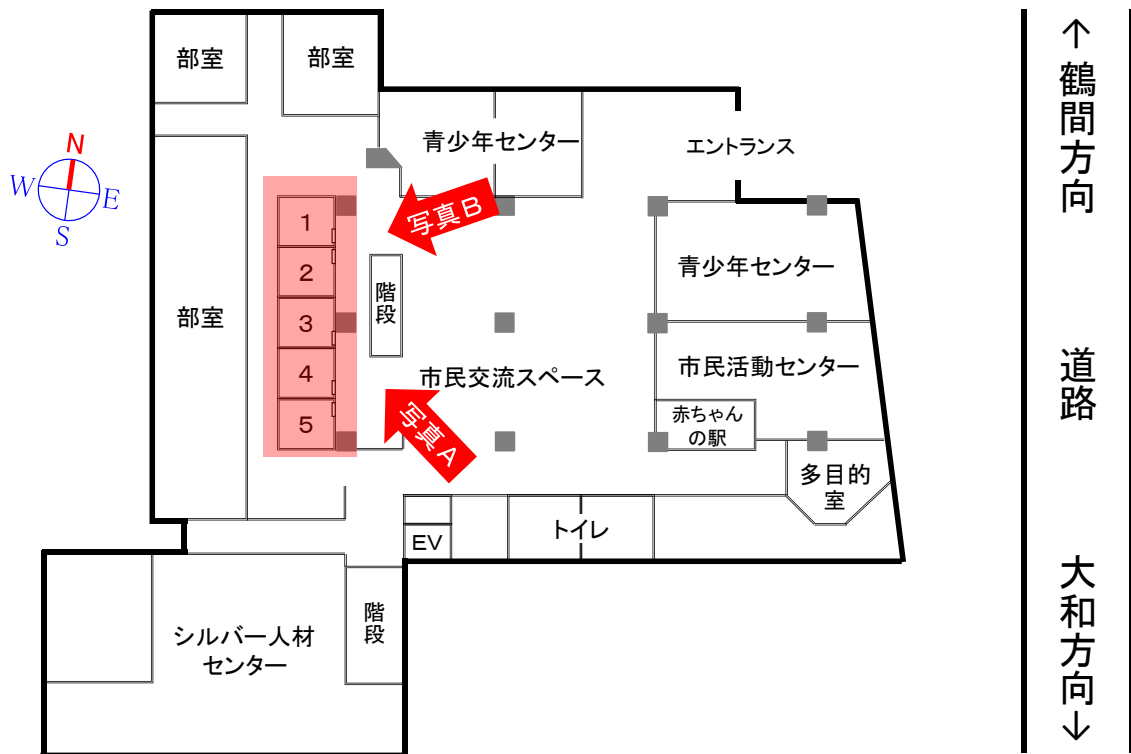 部室
部室
青少年センター
エントランス
N
W
E
S
写真B
1
2
3
4
5
階
段
部室
青少年センター
市民活動センター
市民交流スペース
写真A
赤ちゃん
の駅
多目的
室
トイレ
EV
階
段
シルバー人材
センター
↑鶴間方向
道路
大和方向↓